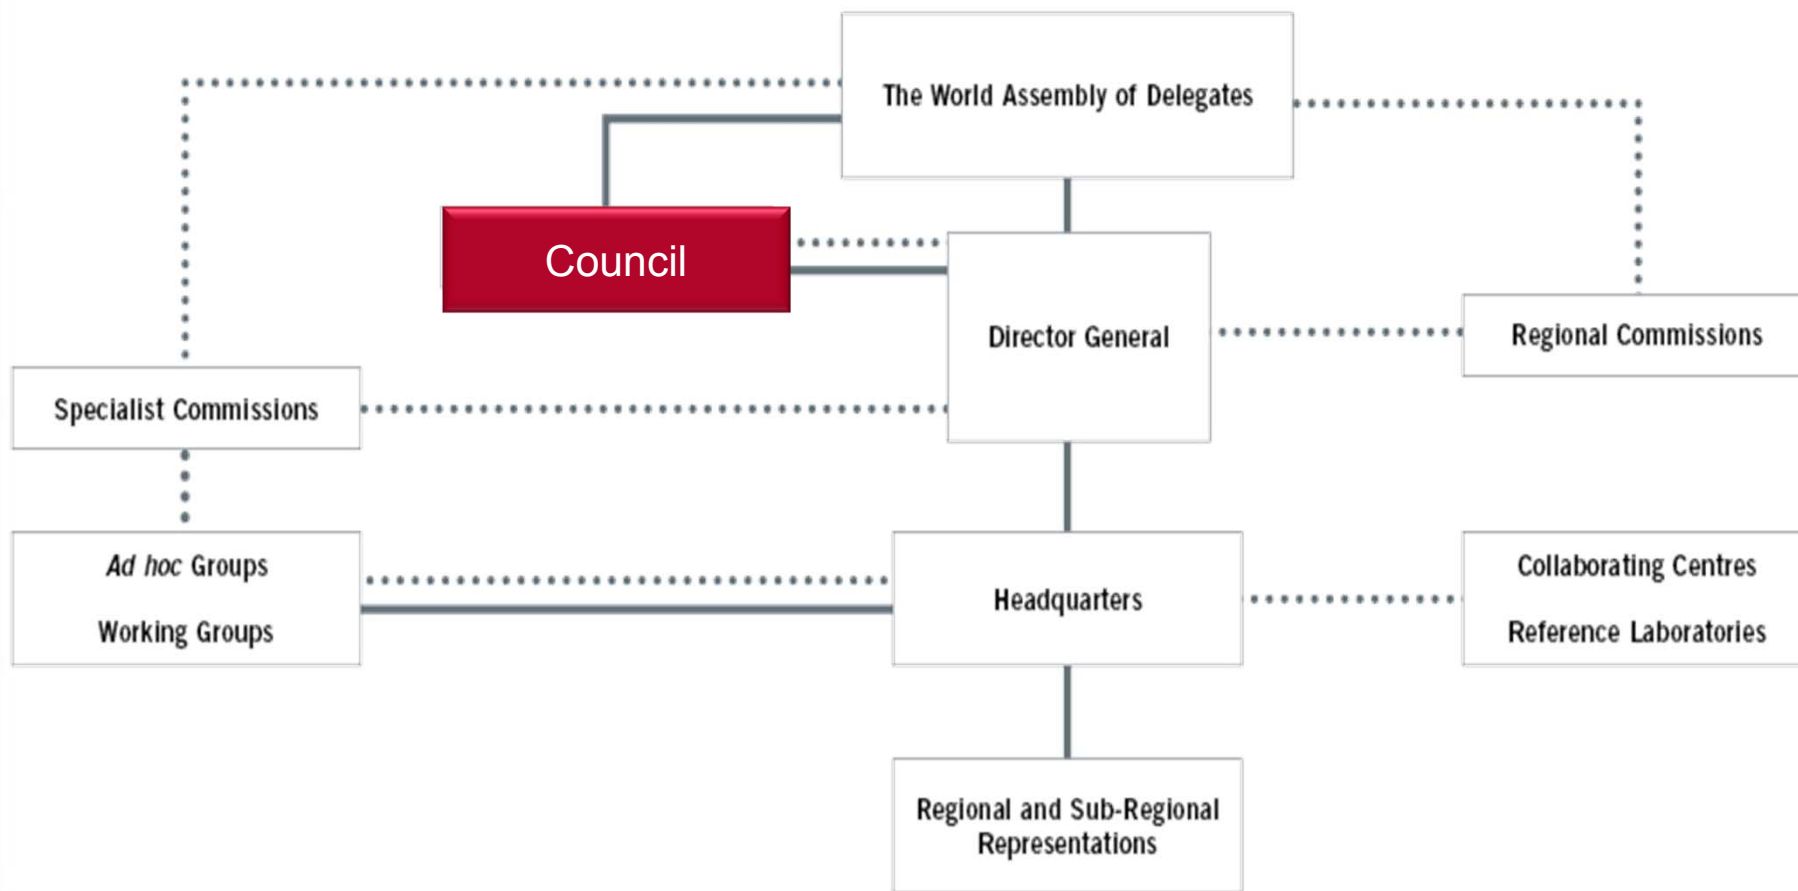 The World Assembly of Delegates
Council
Director General
Regional Commissions
Specialist Commissions
Ad hoc Groups
Working Groups
Headquarters
Collaborating Centres
Reference Laboratories
Regional and Sub-Regional
Representations